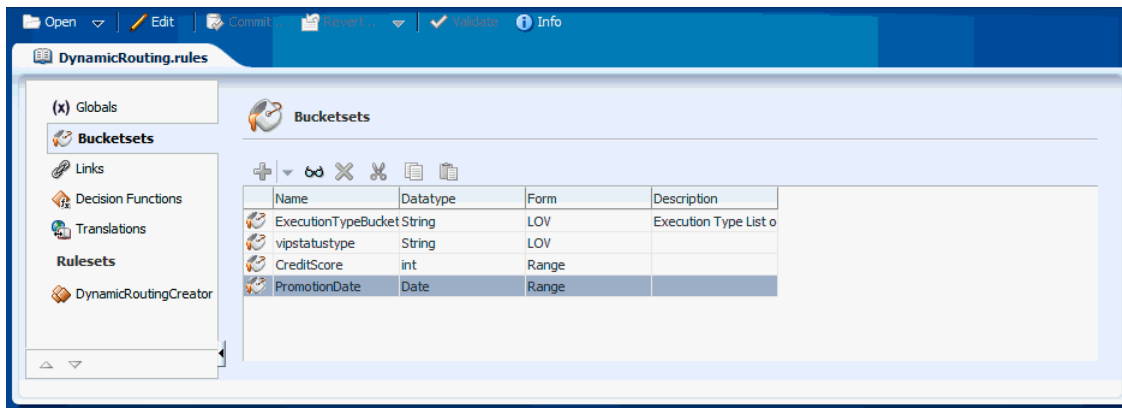 Open Edit Commit... Revert... Validate Info
DynamicRouting.rules
(x) Globals
Bucketsets
Links
Decision Functions
Translations
Rulesets
DynamicRoutingCreator
Bucketsets
Name Datatype Form Description
ExecutionTypeBucket String LOV Execution Type List o
vipstatustype String LOV
CreditScore int Range
PromotionDate Date Range